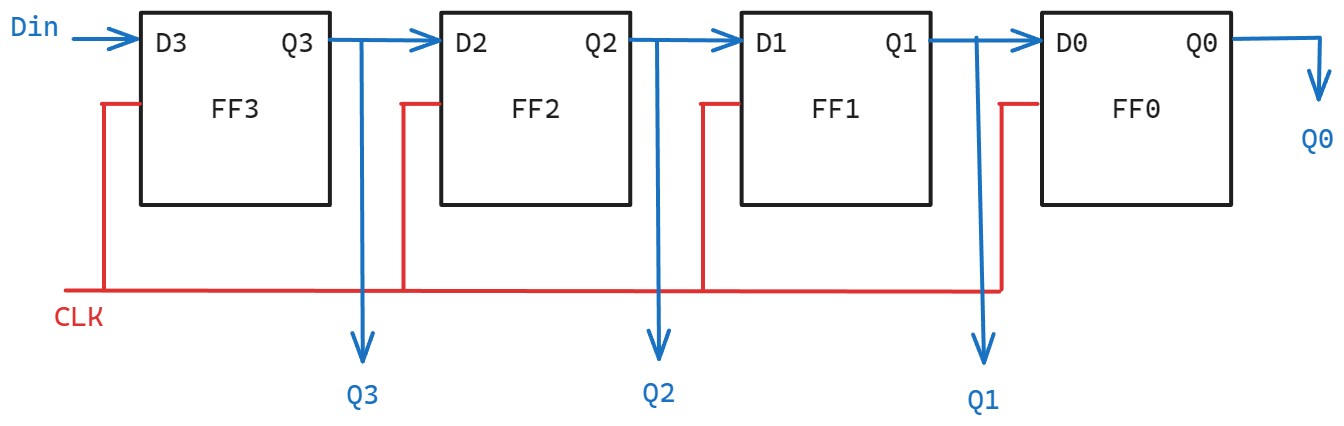 Din
D3 Q3
FF3
D2 Q2
FF2
D1 Q1
FF1
D0 Q0
FF0
Q0
CLK
Q3
Q2
Q1